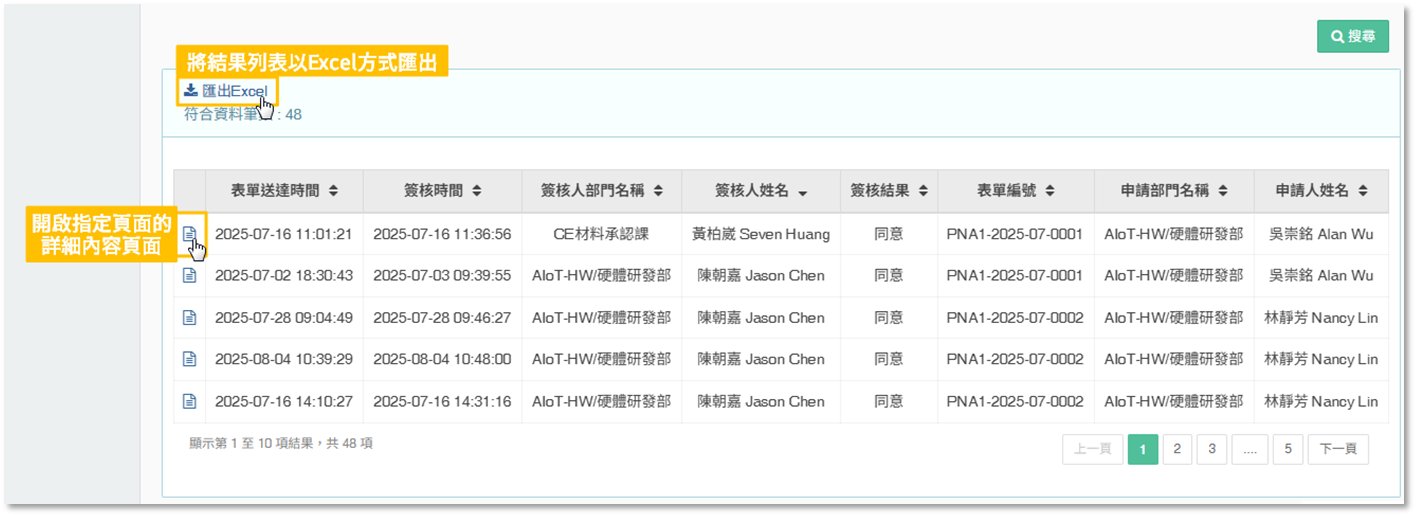 搜尋
將結果列表以Excel方式匯出
匯出Excel
符合資料筆 : 48
表單送達時間 簽核時間 簽核人部門名稱 簽核人姓名 簽核結果 表單編號 申請部門名稱 申請人姓名
開啟指定頁面的
詳細內容頁面
2025-07-16 11:01:21 2025-07-16 11:36:56 CE材料承認課 黃柏崴 Seven Huang 同意 PNA1-2025-07-0001 AIoT-HW/硬體研發部 吳崇銘 Alan Wu
2025-07-02 18:30:43 2025-07-03 09:39:55 AIoT-HW/硬體研發部 陳朝嘉 Jason Chen 同意 PNA1-2025-07-0001 AIoT-HW/硬體研發部 吳崇銘 Alan Wu
2025-07-28 09:04:49 2025-07-28 09:46:27 AIoT-HW/硬體研發部 陳朝嘉 Jason Chen 同意 PNA1-2025-07-0002 AIoT-HW/硬體研發部 林靜芳 Nancy Lin
2025-08-04 10:39:29 2025-08-04 10:48:00 AIoT-HW/硬體研發部 陳朝嘉 Jason Chen 同意 PNA1-2025-07-0002 AIoT-HW/硬體研發部 林靜芳 Nancy Lin
2025-07-16 14:10:27 2025-07-16 14:31:16 AIoT-HW/硬體研發部 陳朝嘉 Jason Chen 同意 PNA1-2025-07-0002 AIoT-HW/硬體研發部 林靜芳 Nancy Lin
顯示第 1 至 10 項結果，共 48 項
上一頁 1 2 3 .... 5 下一頁